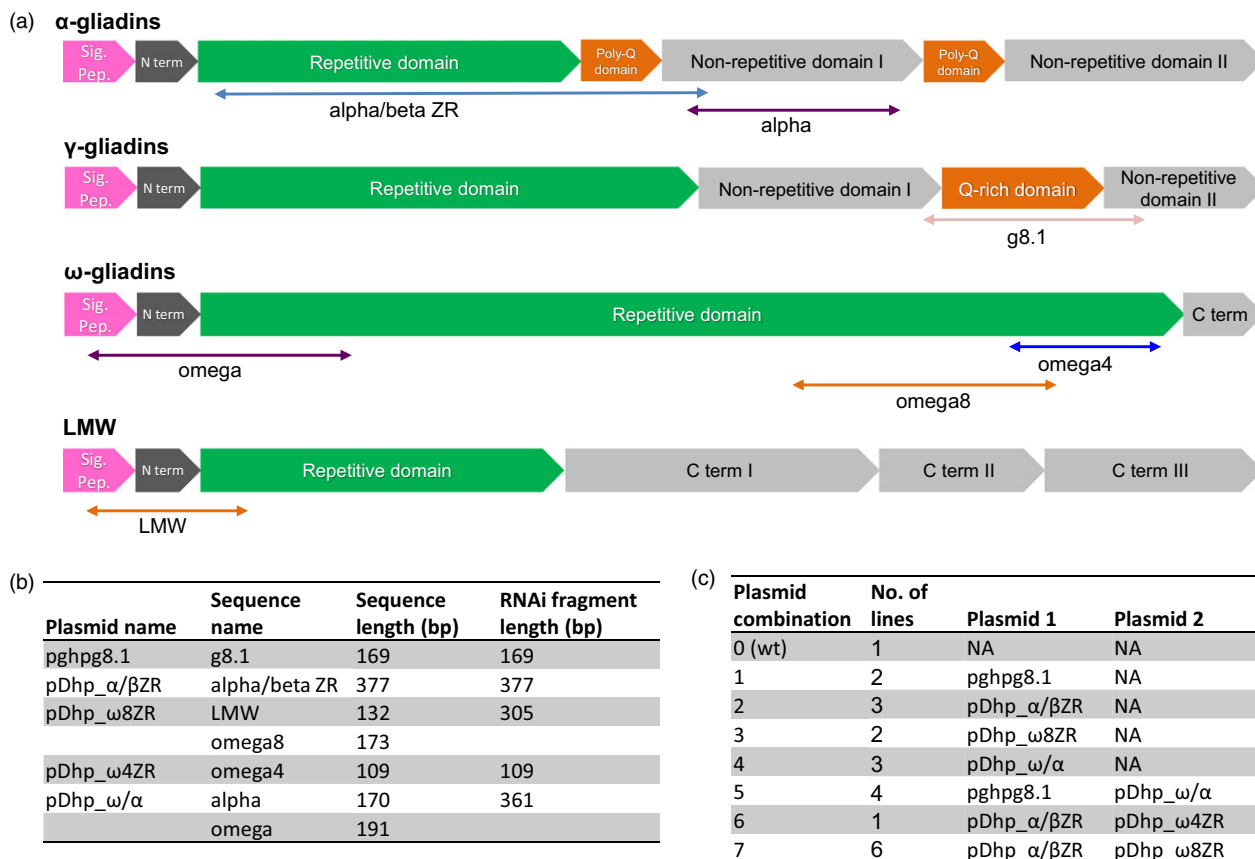 (a)
α-gliadins
Sig. Pep.
N term
Repetitive domain
Poly-Q domain
Non-repetitive domain I
Poly-Q domain
Non-repetitive domain II
alpha/beta ZR
alpha
γ-gliadins
Sig. Pep.
N term
Repetitive domain
Non-repetitive domain I
Q-rich domain
Non-repetitive domain II
g8.1
ω-gliadins
Sig. Pep.
N term
Repetitive domain
C term
omega
omega4
omega8
LMW
Sig. Pep.
N term
Repetitive domain
C term I
C term II
C term III
LMW
(b)
Plasmid name Sequence name Sequence length (bp) RNAi fragment length (bp)
pghpg8.1 g8.1 169 169
pDhp_α/βZR alpha/beta ZR 377 377
pDhp_ω8ZR LMW 132 305
omega8 173
pDhp_ω4ZR omega4 109 109
pDhp_ω/α alpha 170 361
omega 191
(c)
Plasmid combination No. of lines Plasmid 1 Plasmid 2
0 (wt) 1 NA NA
1 2 pghpg8.1 NA
2 3 pDhp_α/βZR NA
3 2 pDhp_ω8ZR NA
4 3 pDhp_ω/α NA
5 4 pghpg8.1 pDhp_ω/α
6 1 pDhp_α/βZR pDhp_ω4ZR
7 6 pDhp_α/βZR pDhp_ω8ZR